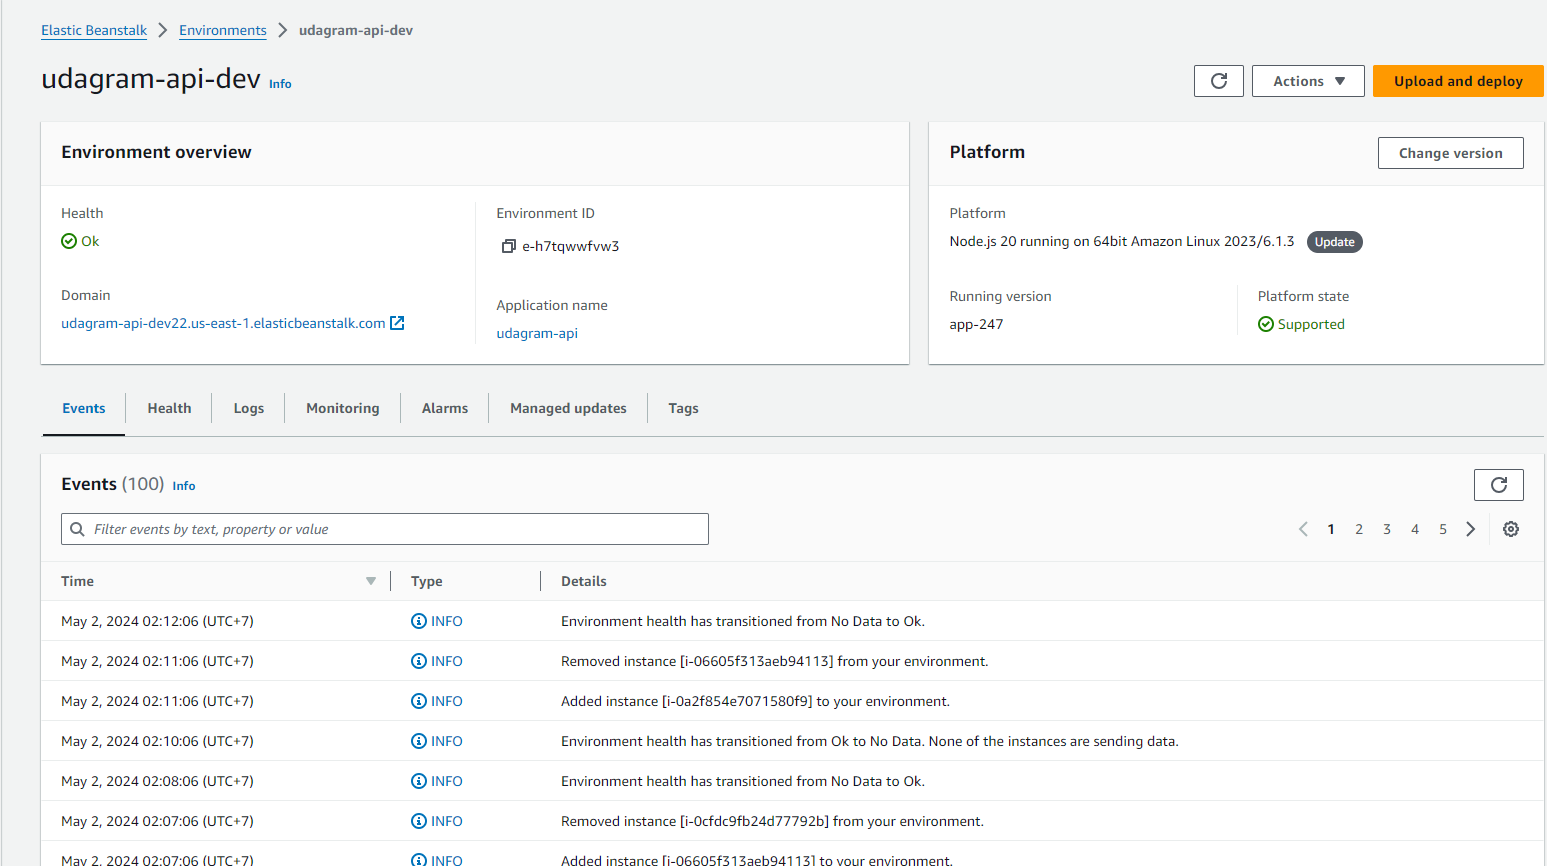 Elastic Beanstalk > Environments > udagram-api-dev
udagram-api-dev Info
Actions Upload and deploy
Environment overview
Health
Ok
Domain
udagram-api-dev22.us-east-1.elasticbeanstalk.com
Environment ID
e-h7tqwwfvw3
Application name
udagram-api
Platform Change version
Platform
Node.js 20 running on 64bit Amazon Linux 2023/6.1.3 Update
Running version
app-247
Platform state
Supported
Events Health Logs Monitoring Alarms Managed updates Tags
Events (100) Info
Filter events by text, property or value
1 2 3 4 5
Time Type Details
May 2, 2024 02:12:06 (UTC+7) INFO Environment health has transitioned from No Data to Ok.
May 2, 2024 02:11:06 (UTC+7) INFO Removed instance [i-06605f313aeb94113] from your environment.
May 2, 2024 02:11:06 (UTC+7) INFO Added instance [i-0a2f854e7071580f9] to your environment.
May 2, 2024 02:10:06 (UTC+7) INFO Environment health has transitioned from Ok to No Data. None of the instances are sending data.
May 2, 2024 02:08:06 (UTC+7) INFO Environment health has transitioned from No Data to Ok.
May 2, 2024 02:07:06 (UTC+7) INFO Removed instance [i-0cfdc9fb24d77792b] from your environment.
May 2, 2024 02:07:06 (UTC+7) INFO Added instance [i-06605f313aeb94113] to your environment.